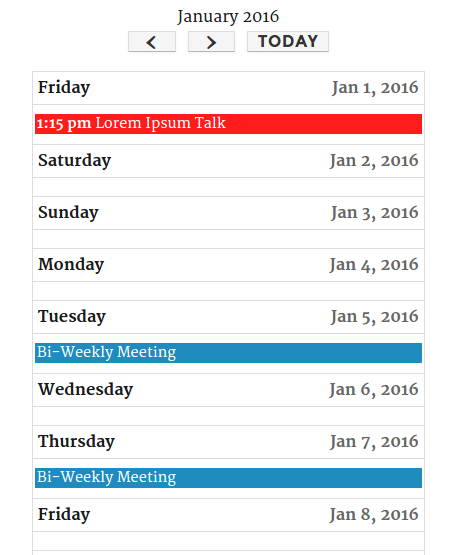 January 2016
TODAY
Friday Jan 1, 2016
1:15 pm Lorem Ipsum Talk
Saturday Jan 2, 2016
Sunday Jan 3, 2016
Monday Jan 4, 2016
Tuesday Jan 5, 2016
Bi-Weekly Meeting
Wednesday Jan 6, 2016
Thursday Jan 7, 2016
Bi-Weekly Meeting
Friday Jan 8, 2016